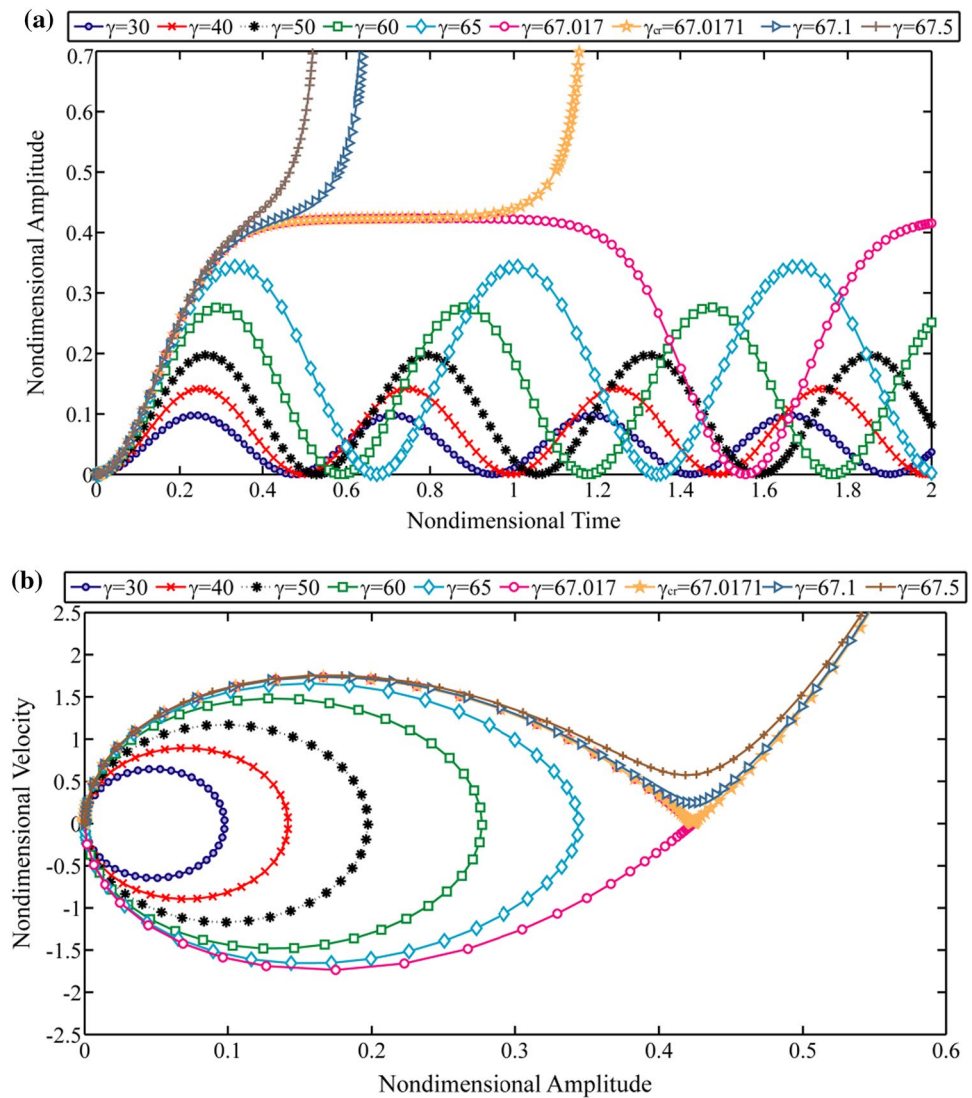 (a)
γ=30 γ=40 γ=50 γ=60 γ=65 γ=67.017 γcr=67.0171 γ=67.1 γ=67.5
0.7
0.6
0.5
0.4
0.3
0.2
0.1
0
Nondimensional Amplitude
0 0.2 0.4 0.6 0.8 1 1.2 1.4 1.6 1.8 2
Nondimensional Time
(b)
γ=30 γ=40 γ=50 γ=60 γ=65 γ=67.017 γcr=67.0171 γ=67.1 γ=67.5
2.5
2
1.5
1
0.5
0
-0.5
-1
-1.5
-2
-2.5
Nondimensional Velocity
0 0.1 0.2 0.3 0.4 0.5 0.6
Nondimensional Amplitude